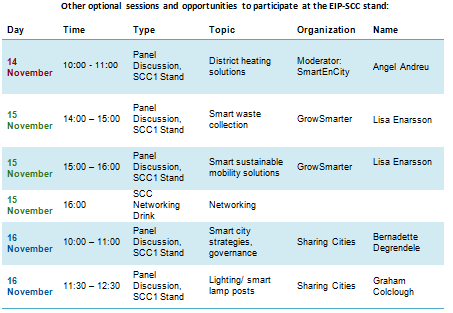 Other optional sessions and opportunities to participate at the EIP-SCC stand:
Day Time Type Topic Organization Name
14 November 10:00 - 11:00 Panel Discussion, SCC1 Stand District heating solutions Moderator: SmartEnCity Angel Andreu
15 November 14:00 – 15:00 Panel Discussion, SCC1 Stand Smart waste collection GrowSmarter Lisa Enarsson
15 November 15:00 – 16:00 Panel Discussion, SCC1 Stand Smart sustainable mobility solutions GrowSmarter Lisa Enarsson
15 November 16:00 SCC Networking Drink Networking
16 November 10:00 – 11:00 Panel Discussion, SCC1 Stand Smart city strategies, governance Sharing Cities Bernadette Degrendele
16 November 11:30 – 12:30 Panel Discussion, SCC1 Stand Lighting/ smart lamp posts Sharing Cities Graham Colclough